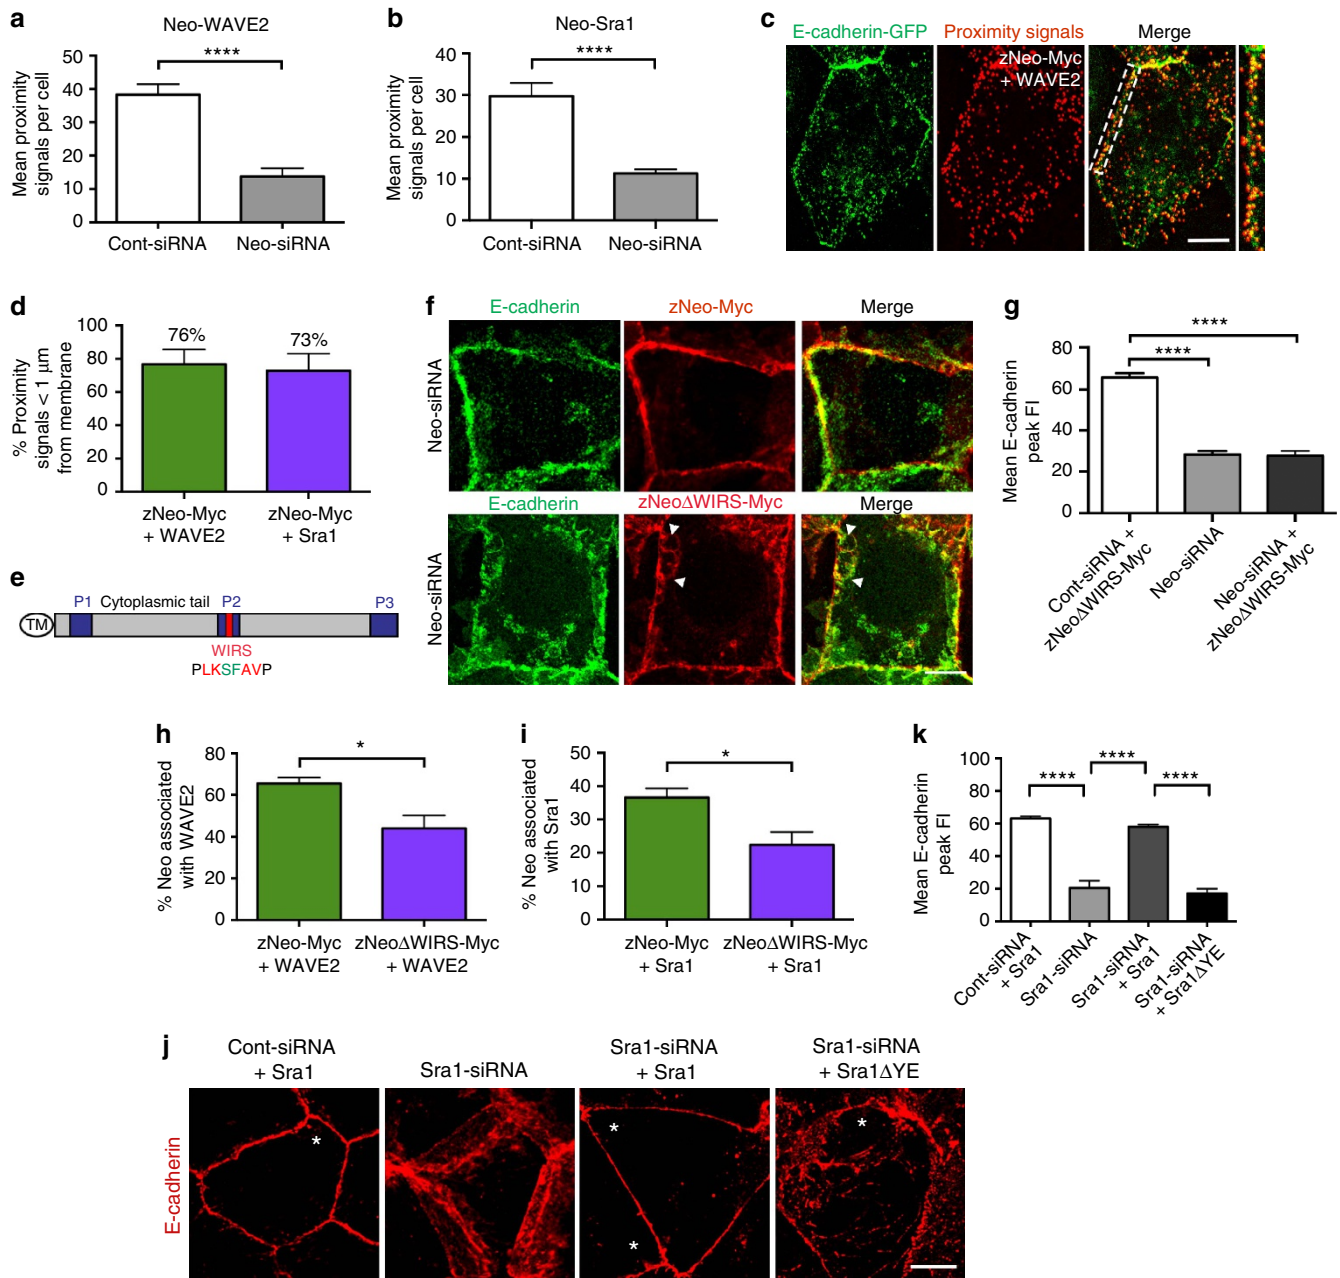 a
Neo-WAVE2
****
Mean proximity
signals per cell
50
40
30
20
10
0
Cont-siRNA
Neo-siRNA
b
Neo-Sra1
****
Mean proximity
signals per cell
40
30
20
10
0
Cont-siRNA
Neo-siRNA
c
E-cadherin-GFP
Proximity signals
Merge
zNeo-Myc
+ WAVE2
d
% Proximity
signals < 1 µm
from membrane
100
80
60
40
20
0
76%
73%
zNeo-Myc
+ WAVE2
zNeo-Myc
+ Sra1
e
TM
P1
Cytoplasmic tail
P2
P3
WIRS
PLKSFAVP
f
E-cadherin
zNeo-Myc
Merge
Neo-siRNA
E-cadherin
zNeoΔWIRS-Myc
Merge
Neo-siRNA
g
****
****
Mean E-cadherin
peak FI
80
60
40
20
0
Cont-siRNA +
zNeoΔWIRS-Myc
Neo-siRNA
Neo-siRNA +
zNeoΔWIRS-Myc
h
*
% Neo associated
with WAVE2
80
60
40
20
0
zNeo-Myc
+ WAVE2
zNeoΔWIRS-Myc
+ WAVE2
i
*
% Neo associated
with Sra1
50
40
30
20
10
0
zNeo-Myc
+ Sra1
zNeoΔWIRS-Myc
+ Sra1
k
****
****
****
Mean E-cadherin
peak FI
100
80
60
40
20
0
Cont-siRNA
+ Sra1
Sra1-siRNA
Sra1-siRNA
+ Sra1
Sra1-siRNA
+ Sra1ΔYE
j
Cont-siRNA
+ Sra1
Sra1-siRNA
Sra1-siRNA
+ Sra1
Sra1-siRNA
+ Sra1ΔYE
E-cadherin
*
*
*
*